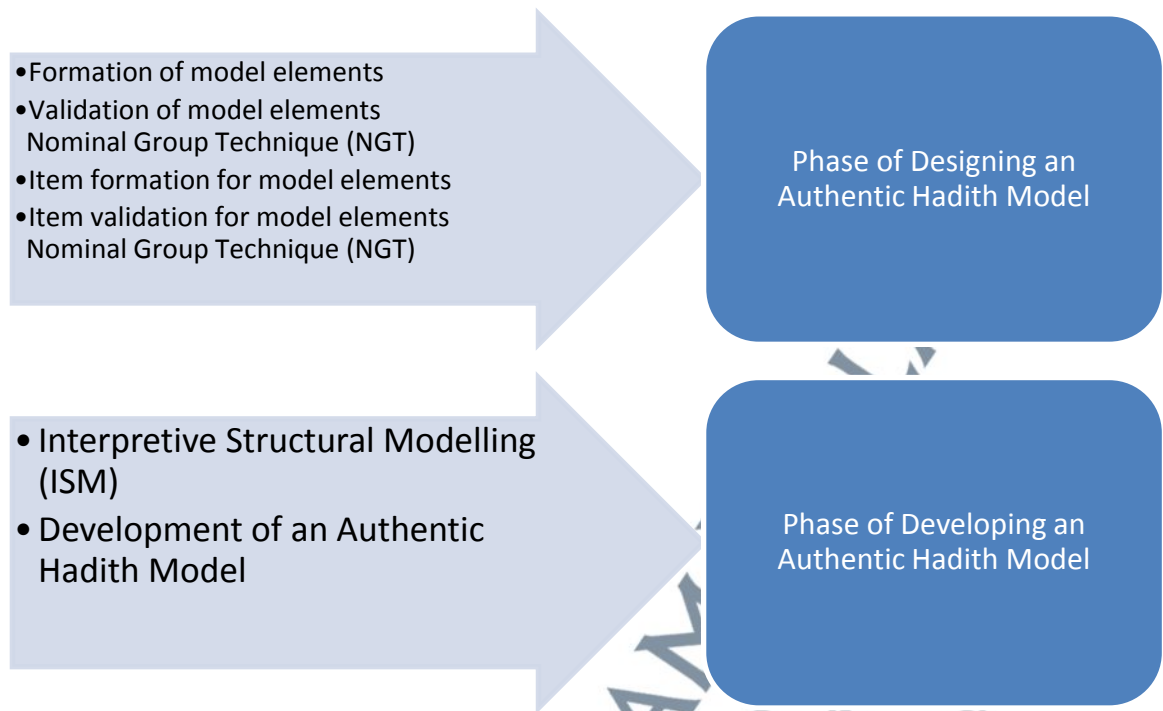 •Formation of model elements
•Validation of model elements
Nominal Group Technique (NGT)
•Item formation for model elements
•Item validation for model elements
Nominal Group Technique (NGT)
Phase of Designing an
Authentic Hadith Model
• Interpretive Structural Modelling
(ISM)
• Development of an Authentic
Hadith Model
Phase of Developing an
Authentic Hadith Model